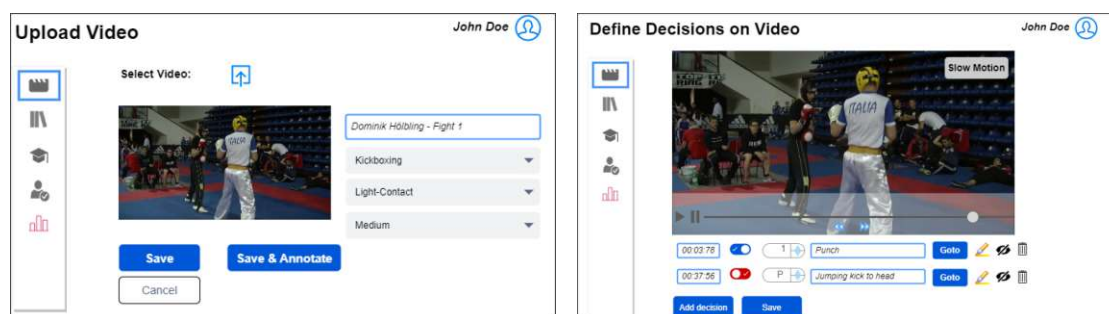 Upload Video
John Doe
Select Video:
ITALIA
Dominik Hölbling - Fight 1
Kickboxing
Light-Contact
Medium
Save
Save & Annotate
Cancel
Define Decisions on Video
John Doe
Slow Motion
ITALIA
00:03:78
1
Punch
Goto
00:37:56
P
Jumping kick to head
Goto
Add decision
Save